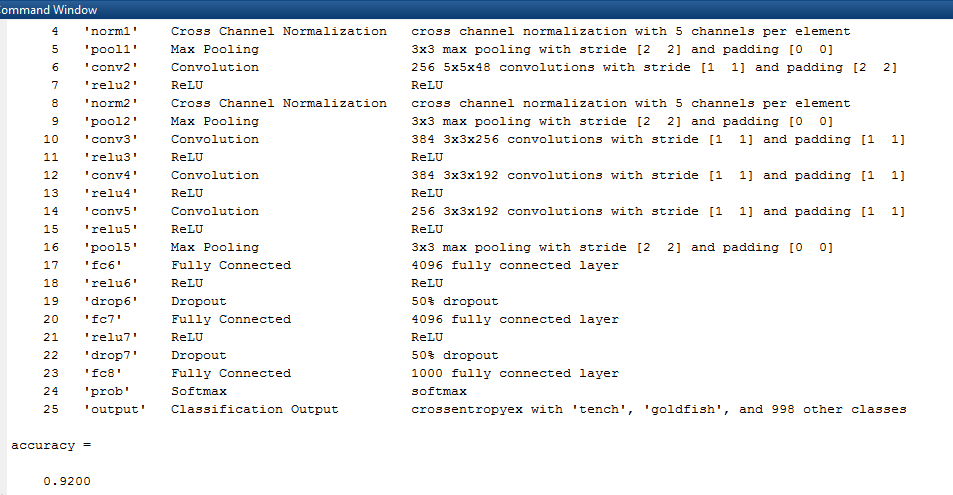 ommand Window
4 'norm1' Cross Channel Normalization cross channel normalization with 5 channels per element
5 'pool1' Max Pooling 3x3 max pooling with stride [2 2] and padding [0 0]
6 'conv2' Convolution 256 5x5x48 convolutions with stride [1 1] and padding [2 2]
7 'relu2' ReLU ReLU
8 'norm2' Cross Channel Normalization cross channel normalization with 5 channels per element
9 'pool2' Max Pooling 3x3 max pooling with stride [2 2] and padding [0 0]
10 'conv3' Convolution 384 3x3x256 convolutions with stride [1 1] and padding [1 1]
11 'relu3' ReLU ReLU
12 'conv4' Convolution 384 3x3x192 convolutions with stride [1 1] and padding [1 1]
13 'relu4' ReLU ReLU
14 'conv5' Convolution 256 3x3x192 convolutions with stride [1 1] and padding [1 1]
15 'relu5' ReLU ReLU
16 'pool5' Max Pooling 3x3 max pooling with stride [2 2] and padding [0 0]
17 'fc6' Fully Connected 4096 fully connected layer
18 'relu6' ReLU ReLU
19 'drop6' Dropout 50% dropout
20 'fc7' Fully Connected 4096 fully connected layer
21 'relu7' ReLU ReLU
22 'drop7' Dropout 50% dropout
23 'fc8' Fully Connected 1000 fully connected layer
24 'prob' Softmax softmax
25 'output' Classification Output crossentropyex with 'tench', 'goldfish', and 998 other classes
accuracy =
0.9200